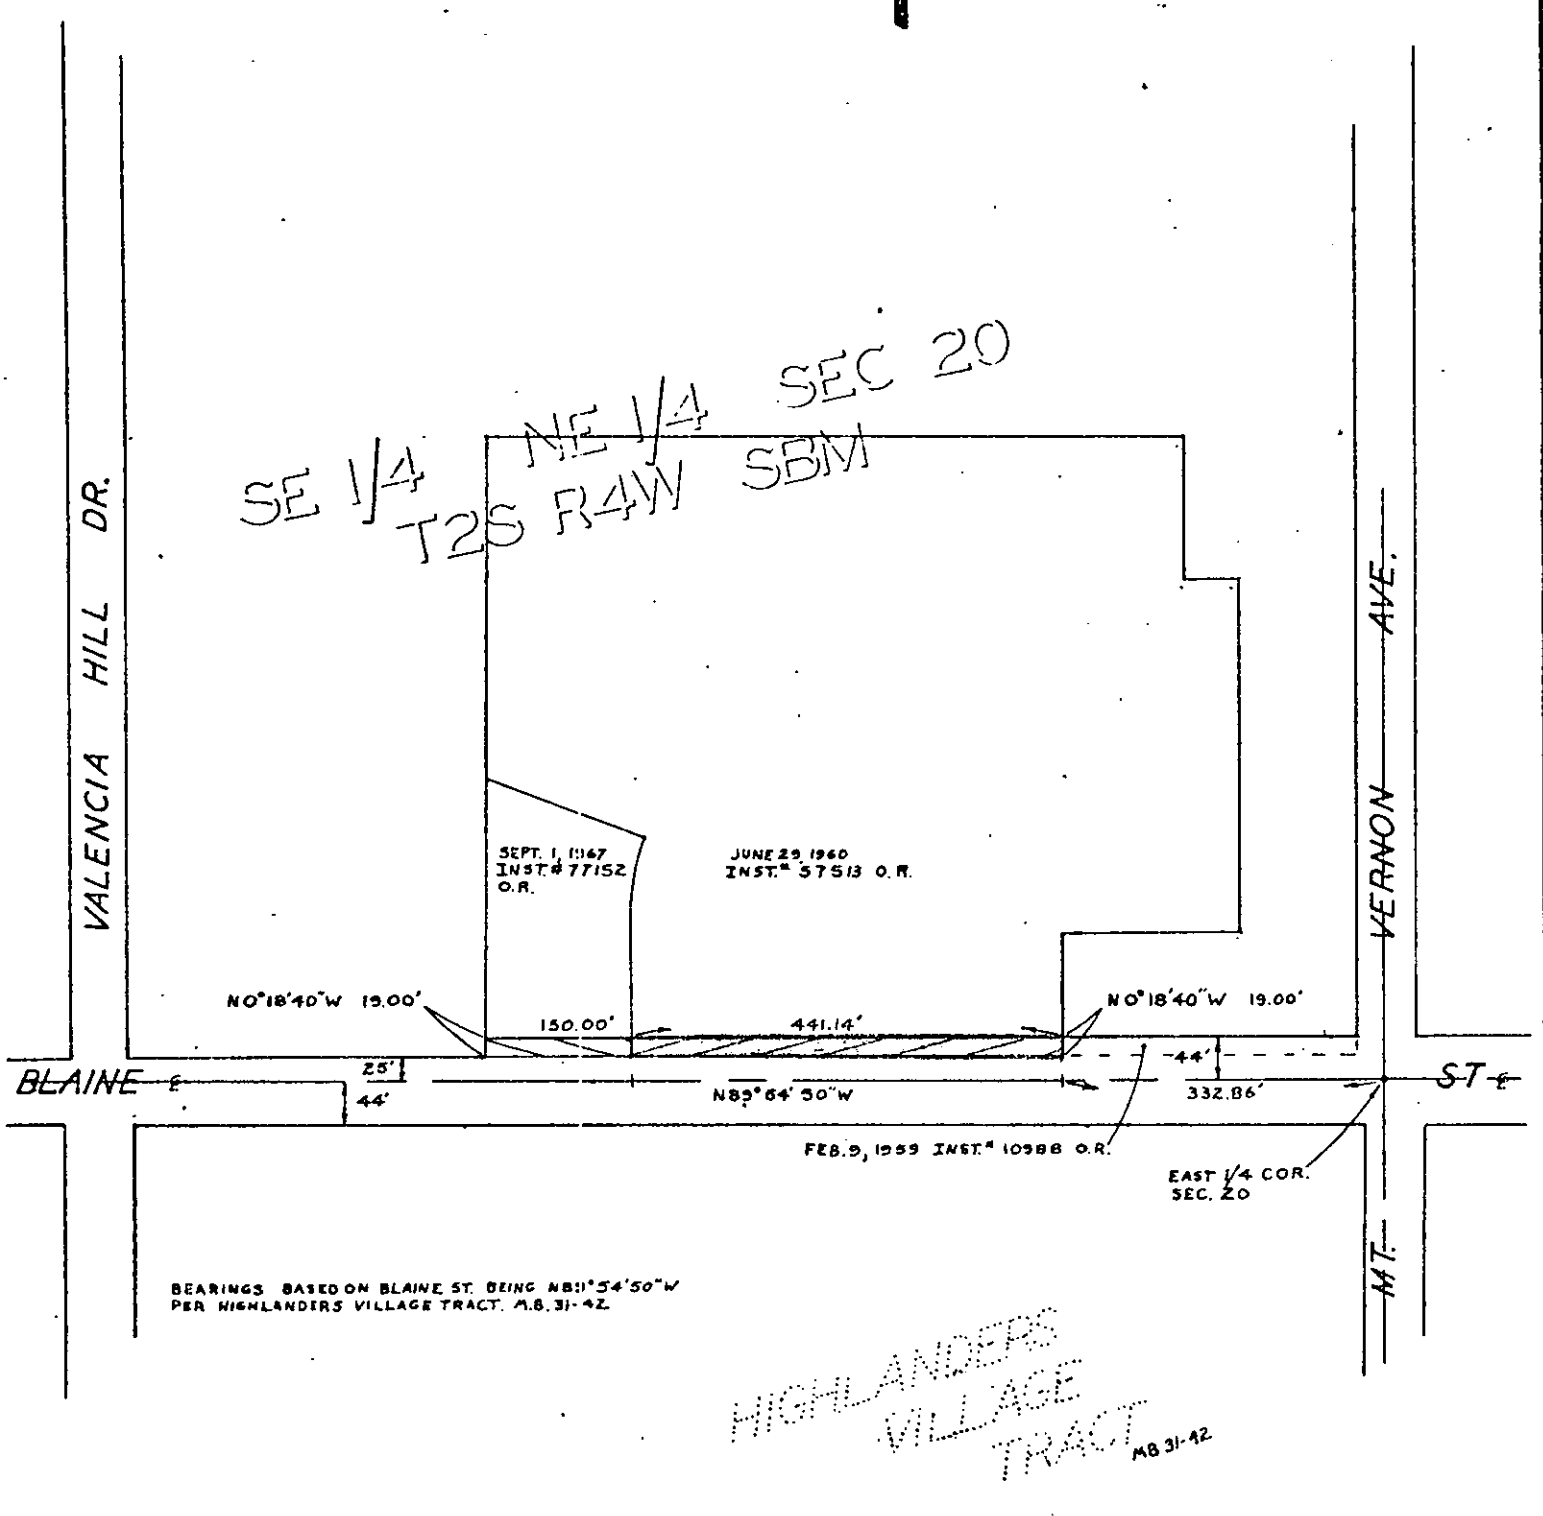 SE 1/4 NE 1/4 SEC 20
T2S R4W SBM
VALENCIA HILL DR.
VERNON AVE.
SEPT. 1, 1967
INST.# 77152
O.R.
JUNE 29, 1960
INST.# 57513 O.R.
N0°18'40"W 19.00'
N0°18'40"W 19.00'
150.00'
441.14'
25'
44'
BLAINE ℄
ST ℄
44'
N89°54'50"W
332.86'
FEB. 9, 1959 INST.# 10988 O.R.
EAST 1/4 COR.
SEC. 20
MT.
BEARINGS BASED ON BLAINE ST. BEING N89°54'50"W
PER HIGHLANDERS VILLAGE TRACT. M.B. 31-42
HIGHLANDERS
VILLAGE
TRACT
MB 31-42